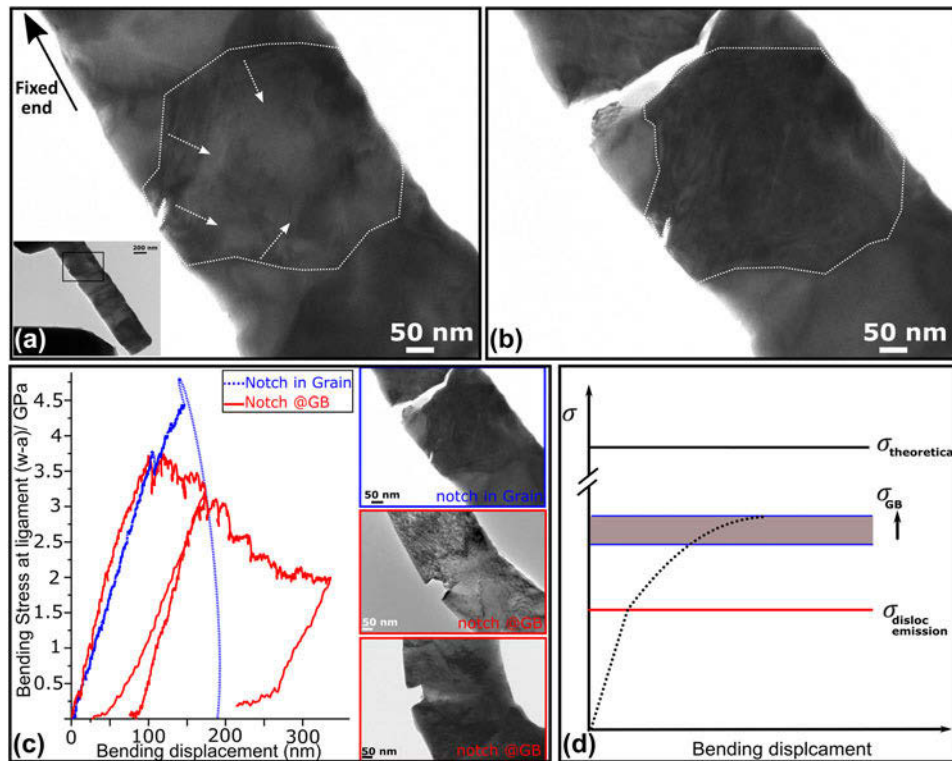 Fixed
end
200 nm
(a)
50 nm
(b)
50 nm
Bending Stress at ligament (w-a)/ GPa
4.5
4
3.5
3
2.5
2
1.5
1
0.5
0
50
100
150
200
250
300
Bending displacement (nm)
(c)
Notch in Grain
Notch @GB
50 nm
notch in Grain
50 nm
notch @GB
50 nm
notch @GB
σ
σtheoretica
σGB
σdisloc
emission
(d)
Bending displcament